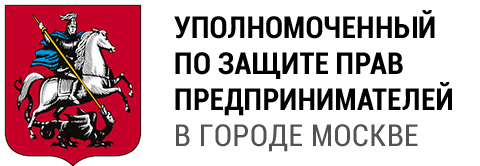 УПОЛНОМОЧЕННЫЙ
ПО ЗАЩИТЕ ПРАВ
ПРЕДПРИНИМАТЕЛЕЙ
В ГОРОДЕ МОСКВЕ